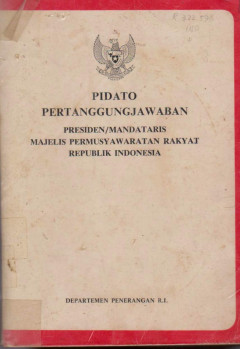 PIDATO
PERTANGGUNGJAWABAN
PRESIDEN/MANDATARIS
MAJELIS PERMUSYAWARATAN RAKYAT
REPUBLIK INDONESIA
DEPARTEMEN PENERANGAN R.I.